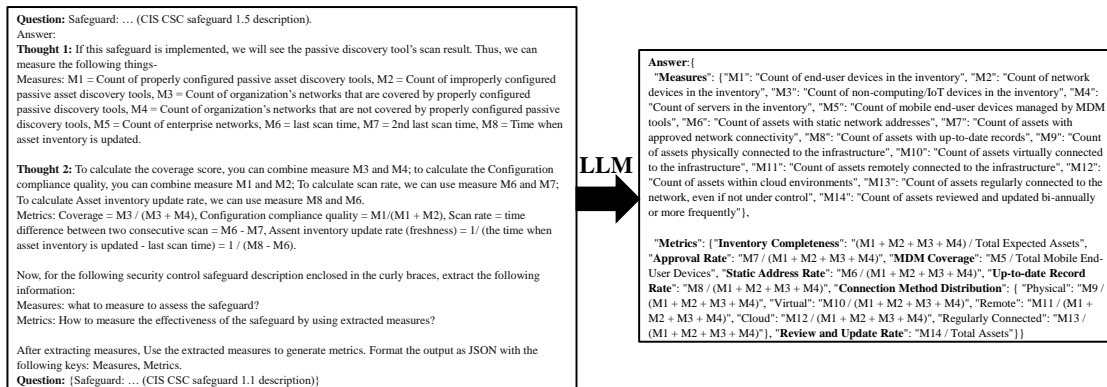 Question: Safeguard: … (CIS CSC safeguard 1.5 description).
Answer:
Thought 1: If this safeguard is implemented, we will see the passive discovery tool's scan result. Thus, we can
measure the following things-
Measures: M1 = Count of properly configured passive asset discovery tools, M2 = Count of improperly configured
passive asset discovery tools, M3 = Count of organization's networks that are covered by properly configured
passive discovery tools, M4 = Count of organization's networks that are not covered by properly configured passive
discovery tools, M5 = Count of enterprise networks, M6 = last scan time, M7 = 2nd last scan time, M8 = Time when
asset inventory is updated.
Thought 2: To calculate the coverage score, you can combine measure M3 and M4; to calculate the Configuration
compliance quality, you can combine measure M1 and M2; To calculate scan rate, we can use measure M6 and M7;
To calculate Asset inventory update rate, we can use measure M8 and M6.
Metrics: Coverage = M3 / (M3 + M4), Configuration compliance quality = M1/(M1 + M2), Scan rate = time
difference between two consecutive scan = M6 - M7, Assent inventory update rate (freshness) = 1/ (the time when
asset inventory is updated - last scan time) = 1 / (M8 - M6).
Now, for the following security control safeguard description enclosed in the curly braces, extract the following
information:
Measures: what to measure to assess the safeguard?
Metrics: How to measure the effectiveness of the safeguard by using extracted measures?
After extracting measures, Use the extracted measures to generate metrics. Format the output as JSON with the
following keys: Measures, Metrics.
Question: {Safeguard: … (CIS CSC safeguard 1.1 description)}
LLM
Answer:{
"Measures": {"M1": "Count of end-user devices in the inventory", "M2": "Count of network
devices in the inventory", "M3": "Count of non-computing/IoT devices in the inventory", "M4":
"Count of servers in the inventory", "M5": "Count of mobile end-user devices managed by MDM
tools", "M6": "Count of assets with static network addresses", "M7": "Count of assets with
approved network connectivity", "M8": "Count of assets with up-to-date records", "M9": "Count
of assets physically connected to the infrastructure", "M10": "Count of assets virtually connected
to the infrastructure", "M11": "Count of assets remotely connected to the infrastructure", "M12":
"Count of assets within cloud environments", "M13": "Count of assets regularly connected to the
network, even if not under control", "M14": "Count of assets reviewed and updated bi-annually
or more frequently"},
"Metrics": {"Inventory Completeness": "(M1 + M2 + M3 + M4) / Total Expected Assets",
"Approval Rate": "M7 / (M1 + M2 + M3 + M4)", "MDM Coverage": "M5 / Total Mobile End-
User Devices", "Static Address Rate": "M6 / (M1 + M2 + M3 + M4)", "Up-to-date Record
Rate": "M8 / (M1 + M2 + M3 + M4)", "Connection Method Distribution": { "Physical": "M9 /
(M1 + M2 + M3 + M4)", "Virtual": "M10 / (M1 + M2 + M3 + M4)", "Remote": "M11 / (M1 +
M2 + M3 + M4)", "Cloud": "M12 / (M1 + M2 + M3 + M4)", "Regularly Connected": "M13 /
(M1 + M2 + M3 + M4)"}, "Review and Update Rate": "M14 / Total Assets"}}